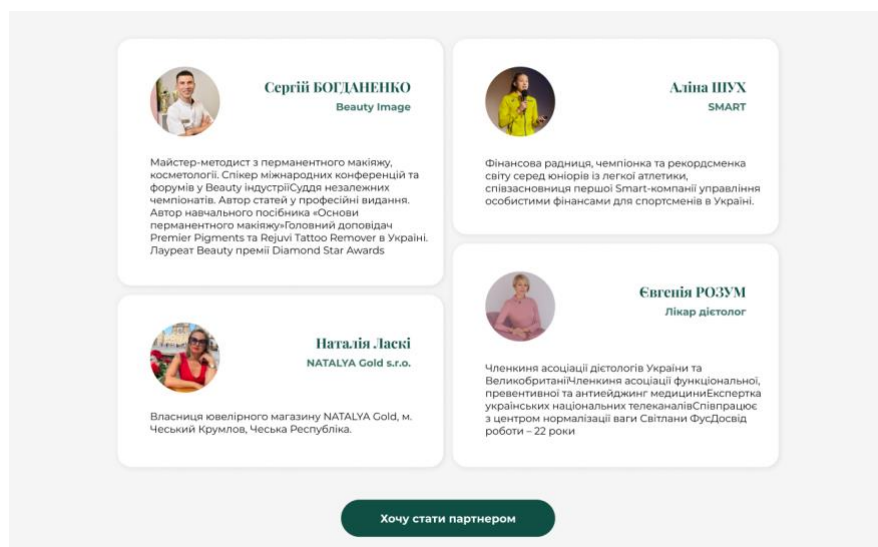 Сергій БОГДАНЕНКО
Beauty Image
Майстер-методист з перманентного макіяжу,
косметології. Спікер міжнародних конференцій та
форумів у Beauty індустріїСуддя незалежних
чемпіонатів. Автор статей у професійні видання.
Автор навчального посібника «Основи
перманентного макіяжу»Головний доповідач
Premier Pigments та Rejuvi Tattoo Remover в Україні.
Лауреат Beauty премії Diamond Star Awards
Аліна ШУХ
SMART
Фінансова радниця, чемпіонка та рекордсменка
світу серед юніорів із легкої атлетики,
співзасновниця першої Smart-компанії управління
особистими фінансами для спортсменів в Україні.
Наталія Ласкі
NATALYA Gold s.r.o.
Власниця ювелірного магазину NATALYA Gold, м.
Чеський Крумлов, Чеська Республіка.
Євгенія РОЗУМ
Лікар дієтолог
Членкиня асоціації дієтологів України та
ВеликобританіїЧленкиня асоціації функціональної,
превентивної та антиейджинг медициниЕкспертка
українських національних телеканалівСпівпрацює
з центром нормалізації ваги Світлани ФусДосвід
роботи – 22 роки
Хочу стати партнером